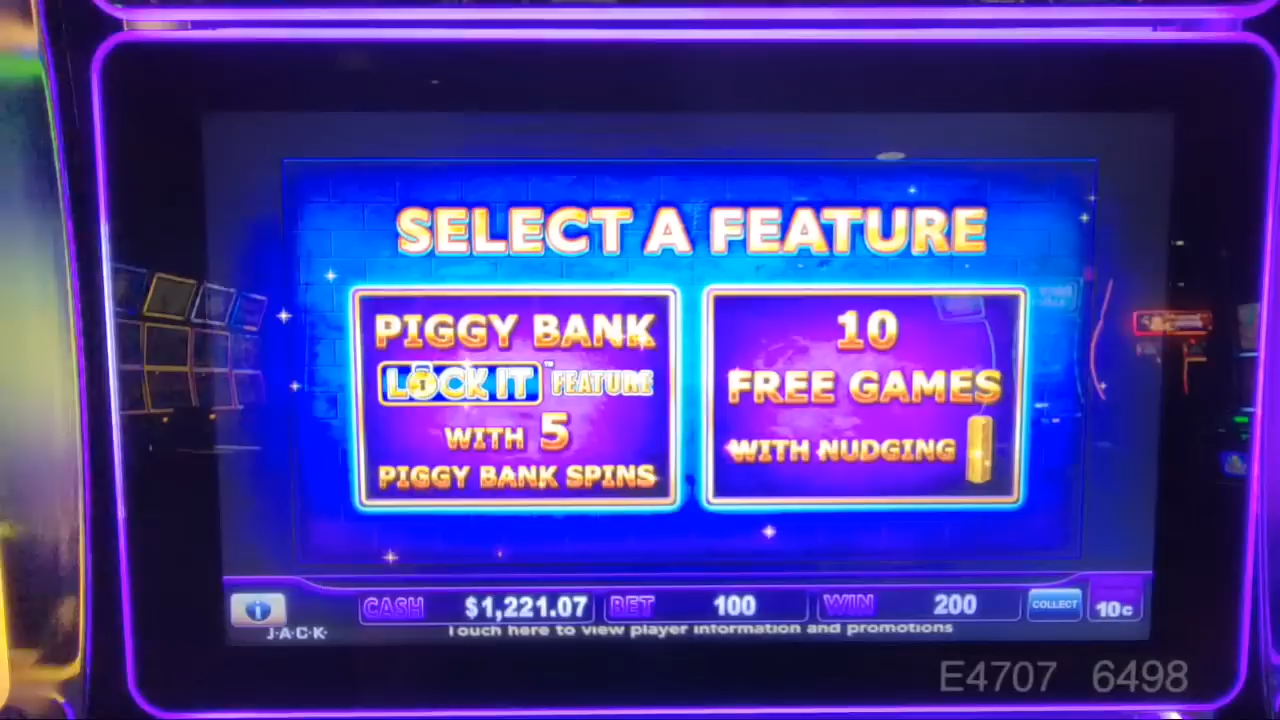 SELECT A FEATURE
PIGGY BANK
LOCK IT™ FEATURE
WITH 5
PIGGY BANK SPINS
10
FREE GAMES
WITH NUDGING
CASH $1,221.07 BET 100 WIN 200 COLLECT 10c
J·A·C·K·
Touch here to view player information and promotions
E4707 6498